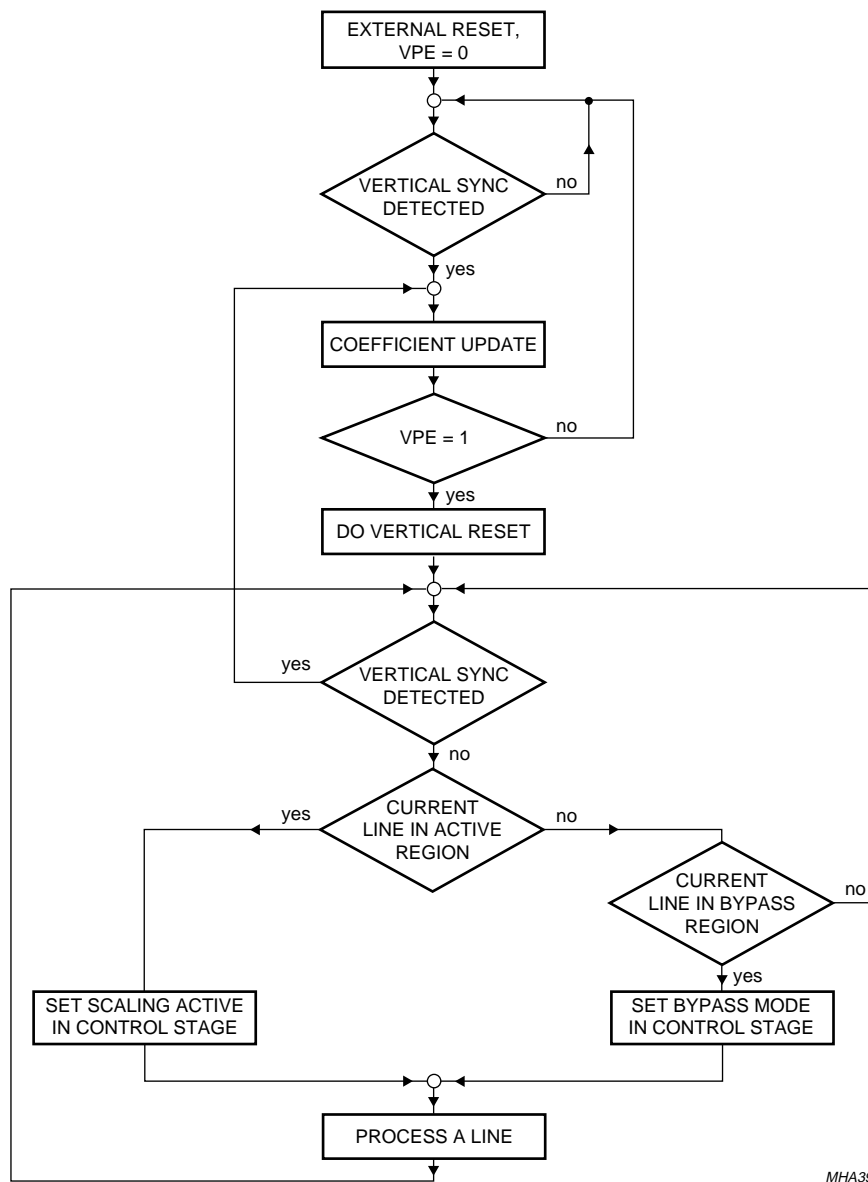 EXTERNAL RESET,
VPE = 0
VERTICAL SYNC
DETECTED
no
yes
COEFFICIENT UPDATE
VPE = 1
no
yes
DO VERTICAL RESET
yes
VERTICAL SYNC
DETECTED
no
yes
CURRENT
LINE IN ACTIVE
REGION
no
CURRENT
LINE IN BYPASS
REGION
no
yes
SET SCALING ACTIVE
IN CONTROL STAGE
SET BYPASS MODE
IN CONTROL STAGE
PROCESS A LINE